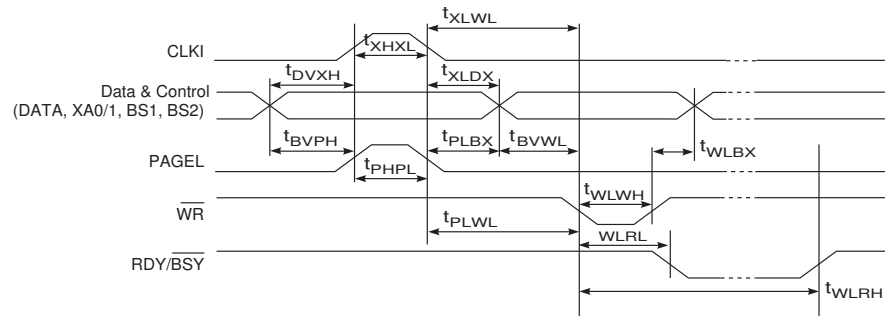 tXLWL
CLKI
tXHXL
tDVXH
tXLDX
Data & Control
(DATA, XA0/1, BS1, BS2)
tBVPH
tPLBX
tBVWL
tWLBX
PAGEL
tPHPL
tWLWH
WR
tPLWL
WLRL
RDY/BSY
tWLRH